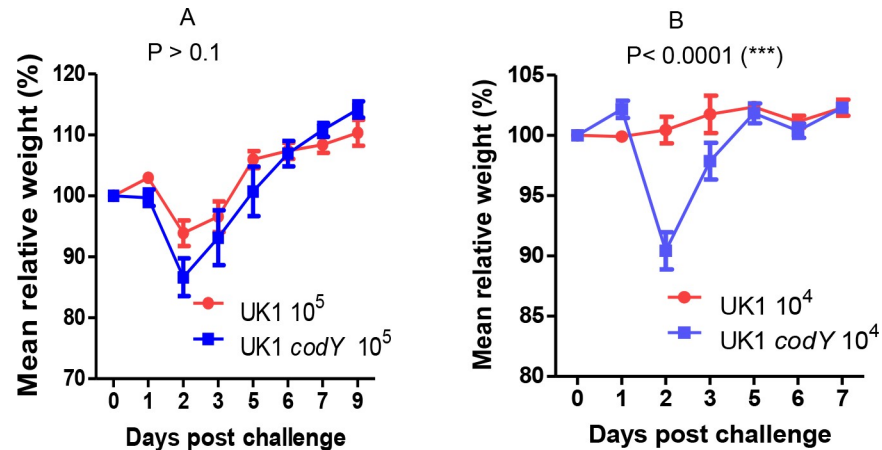 A
P > 0.1
Mean relative weight (%)
120
110
100
90
80
70
UK1 10⁵
UK1 codY 10⁵
0 1 2 3 5 6 7 9
Days post challenge
B
P< 0.0001 (***)
Mean relative weight (%)
105
100
95
90
85
80
UK1 10⁴
UK1 codY 10⁴
0 1 2 3 5 6 7
Days post challenge